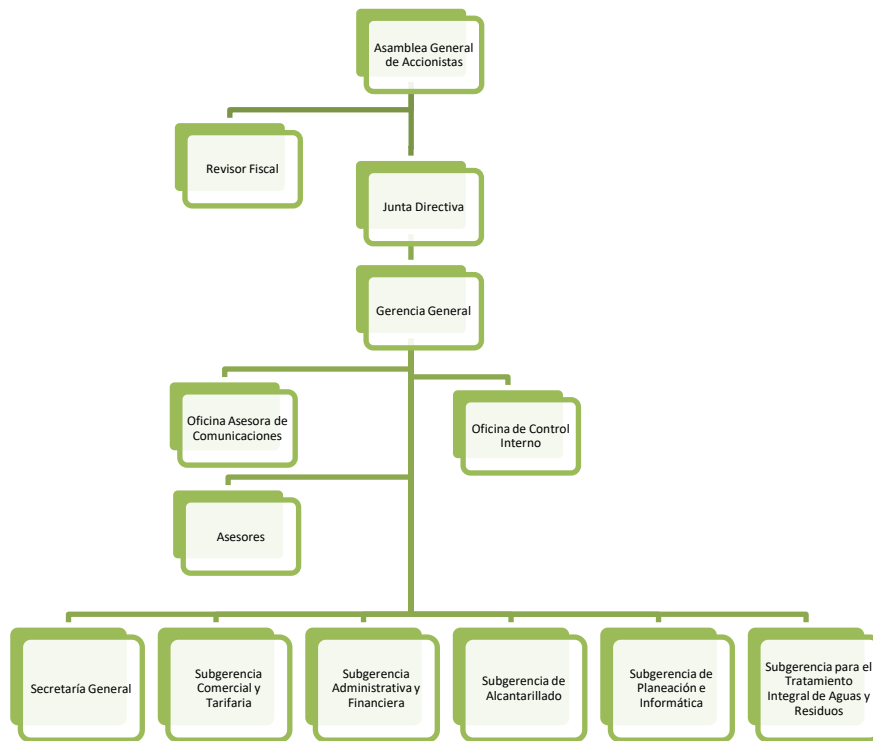 Asamblea General
de Accionistas
Revisor Fiscal
Junta Directiva
Gerencia General
Oficina Asesora de
Comunicaciones
Oficina de Control
Interno
Asesores
Secretaría General
Subgerencia
Comercial y
Tarifaria
Subgerencia
Administrativa y
Financiera
Subgerencia de
Alcantarillado
Subgerencia de
Planeación e
Informática
Subgerencia para el
Tratamiento
Integral de Aguas y
Residuos